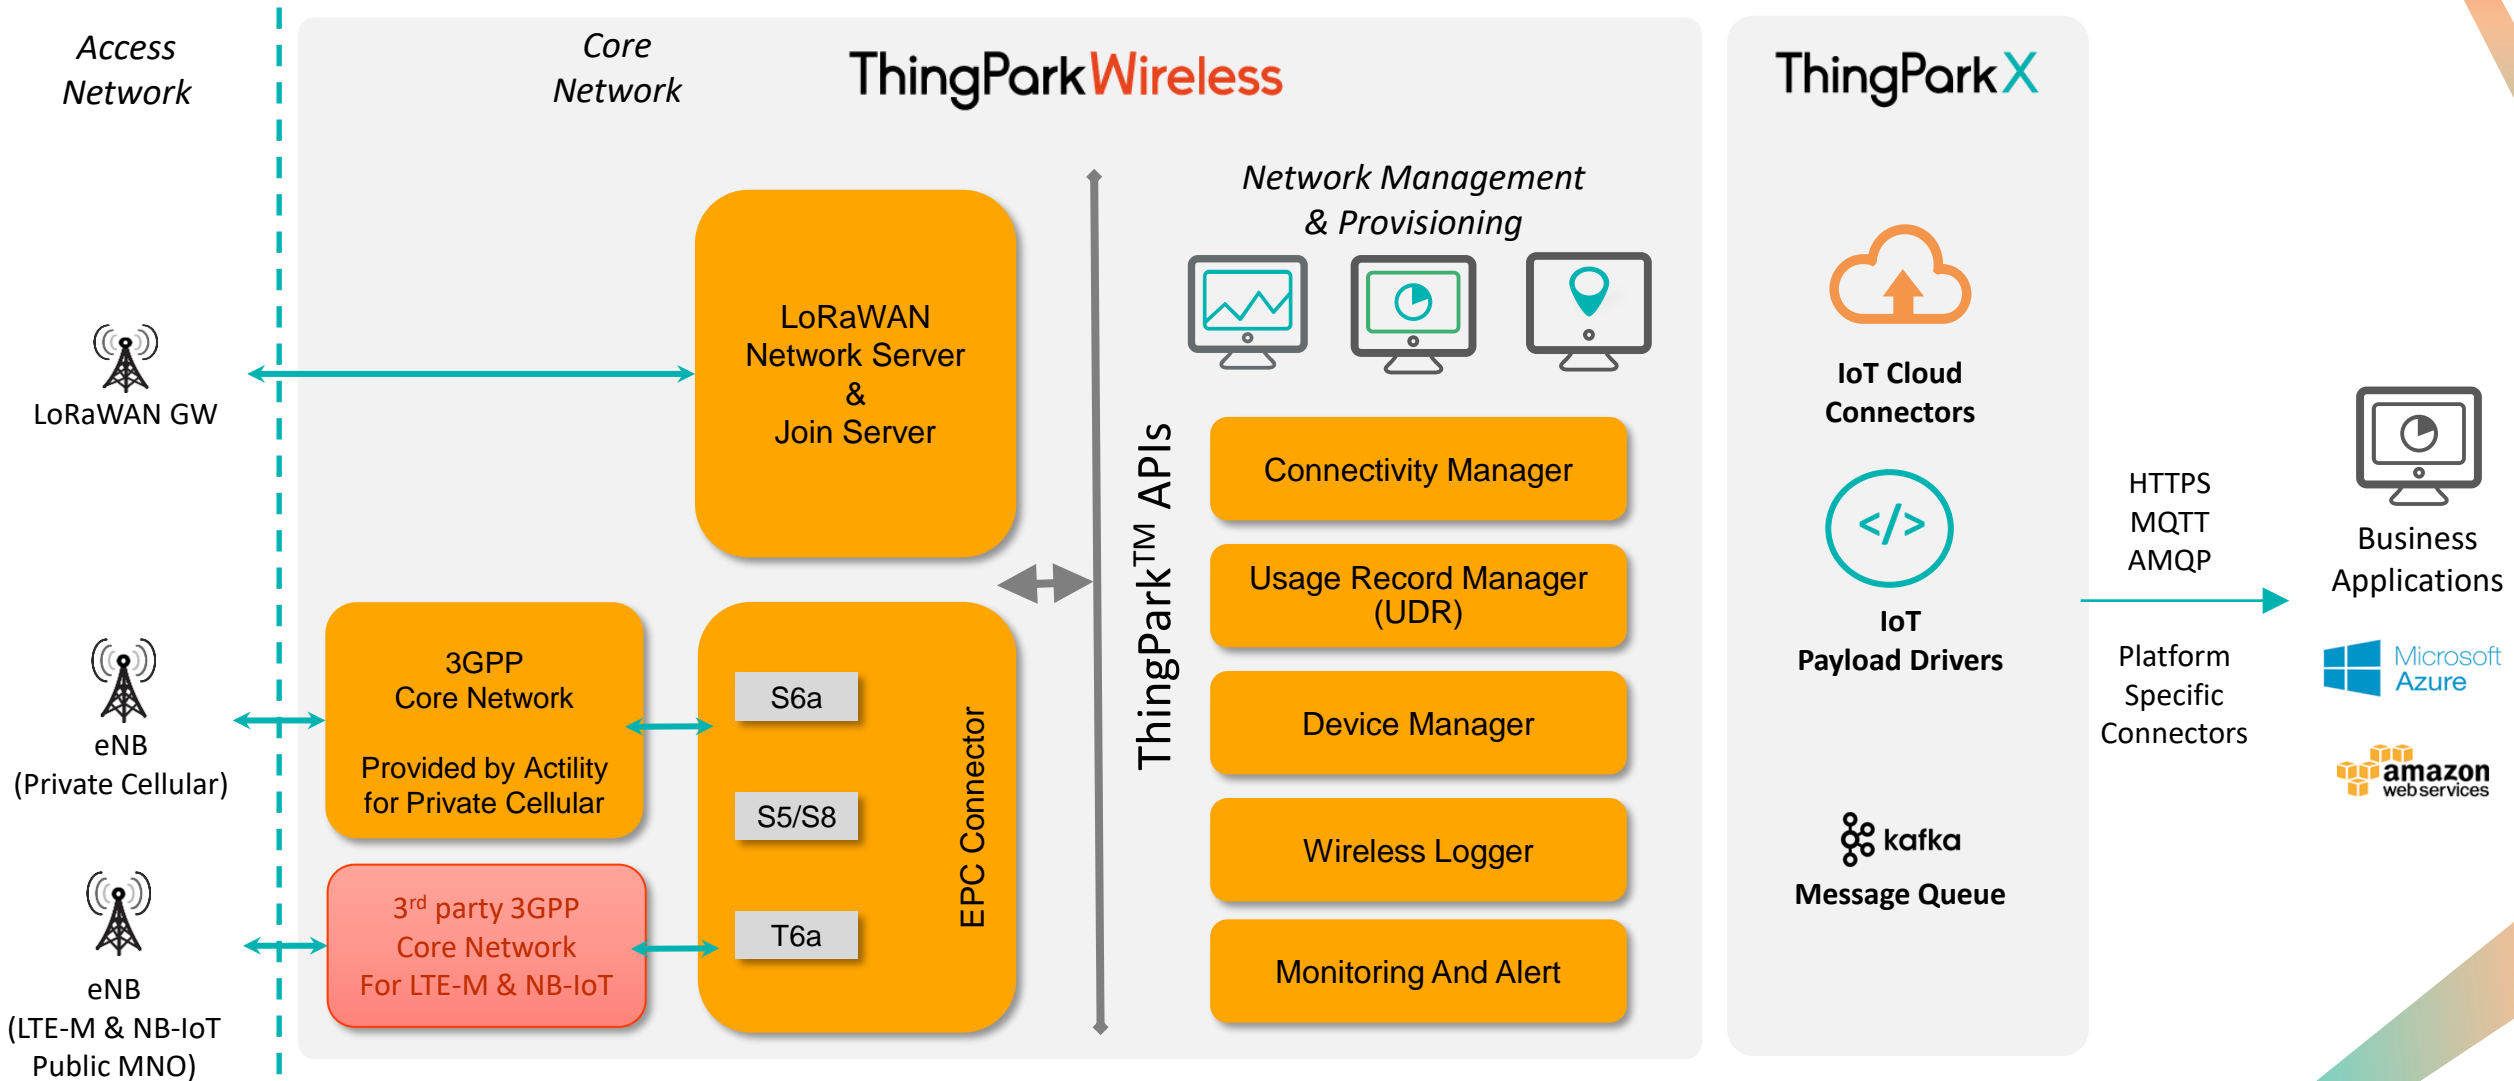 Access
Network
Core
Network
ThingPark Wireless
ThingPark X
LoRaWAN GW
eNB
(Private Cellular)
eNB
(LTE-M & NB-IoT
Public MNO)
LoRaWAN
Network Server
&
Join Server
3GPP
Core Network
Provided by Actility
for Private Cellular
3rd party 3GPP
Core Network
For LTE-M & NB-IoT
S6a
S5/S8
T6a
EPC Connector
ThingPark™ APIs
Network Management
& Provisioning
Connectivity Manager
Usage Record Manager
(UDR)
Device Manager
Wireless Logger
Monitoring And Alert
IoT Cloud
Connectors
</>
IoT
Payload Drivers
kafka
Message Queue
HTTPS
MQTT
AMQP
Platform
Specific
Connectors
Business
Applications
Microsoft
Azure
amazon
web services